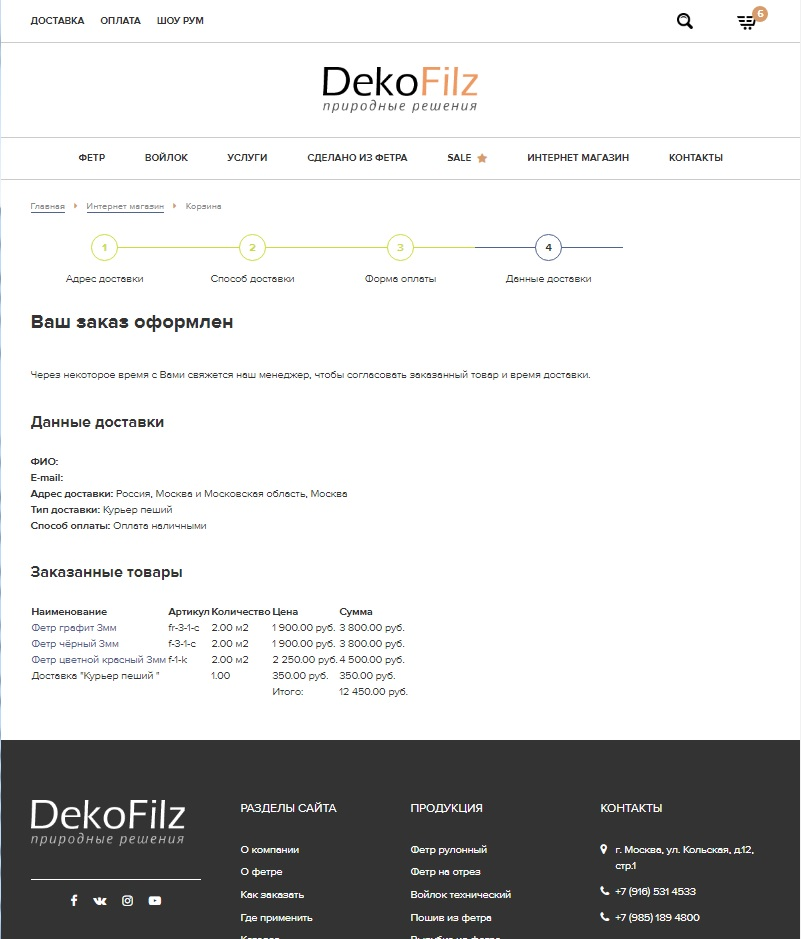 ДОСТАВКА ОПЛАТА ШОУ РУМ 6
DekoFilz
природные решения
ФЕТР ВОЙЛОК УСЛУГИ СДЕЛАНО ИЗ ФЕТРА SALE ИНТЕРНЕТ МАГАЗИН КОНТАКТЫ
Главная Интернет магазин Корзина
1 2 3 4
Адрес доставки Способ доставки Форма оплаты Данные доставки
Ваш заказ оформлен
Через некоторое время с Вами свяжется наш менеджер, чтобы согласовать заказанный товар и время доставки.
Данные доставки
ФИО:
E-mail:
Адрес доставки: Россия, Москва и Московская область, Москва
Тип доставки: Курьер пеший
Способ оплаты: Оплата наличными
Заказанные товары
Наименование Артикул Количество Цена Сумма
Фетр графит 3мм fr-3-1-c 2.00 м2 1 900.00 руб. 3 800.00 руб.
Фетр чёрный 3мм f-3-1-c 2.00 м2 1 900.00 руб. 3 800.00 руб.
Фетр цветной красный 3мм f-1-k 2.00 м2 2 250.00 руб. 4 500.00 руб.
Доставка "Курьер пеший " 1.00 350.00 руб. 350.00 руб.
Итого: 12 450.00 руб.
DekoFilz
природные решения
РАЗДЕЛЫ САЙТА
О компании
О фетре
Как заказать
Где применить
Каталог
ПРОДУКЦИЯ
Фетр рулонный
Фетр на отрез
Войлок технический
Пошив из фетра
Вырубка из фетра
КОНТАКТЫ
г. Москва, ул. Кольская, д.12,
стр.1
+7 (916) 531 4533
+7 (985) 189 4800